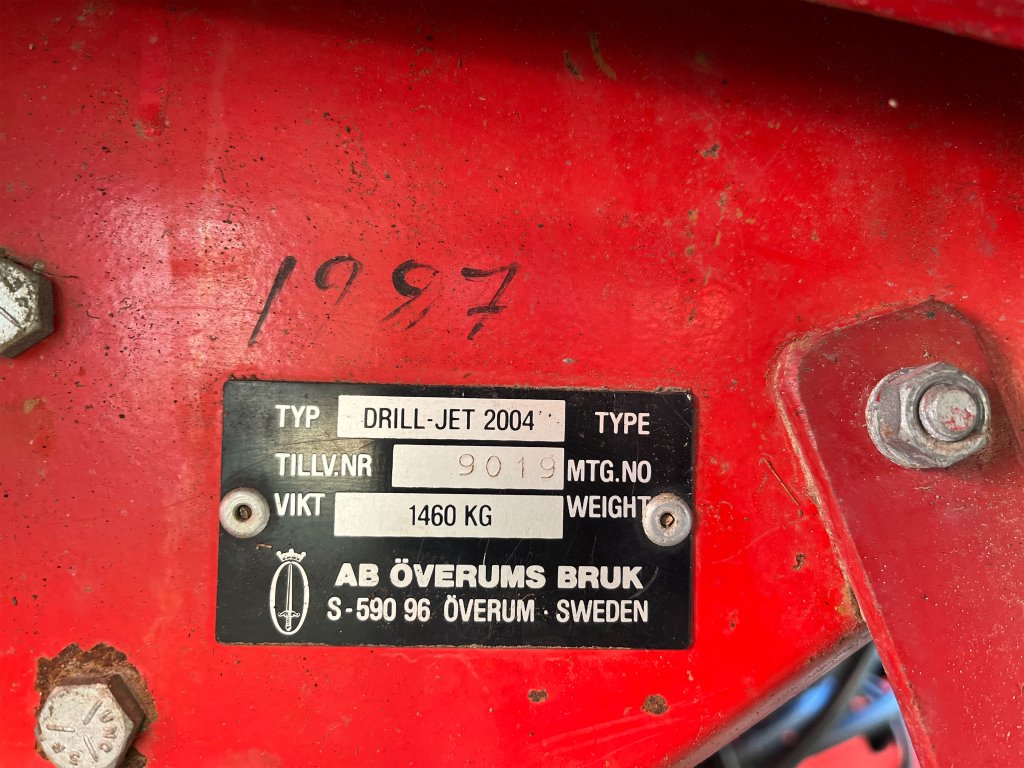 1987
TYP DRILL-JET 2004 TYPE
TILLV.NR 9019 MTG.NO
VIKT 1460 KG WEIGHT
AB ÖVERUMS BRUK
S-590 96 ÖVERUM · SWEDEN